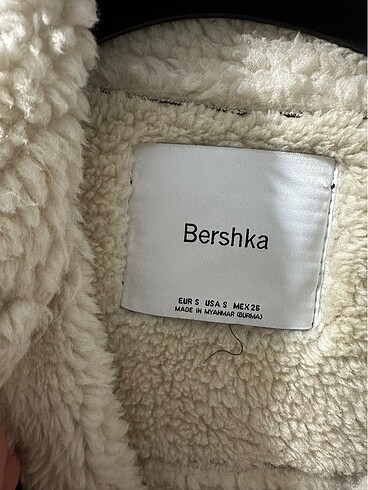 Bershka
EUR S USA S MEX 26
MADE IN MYANMAR (BURMA)